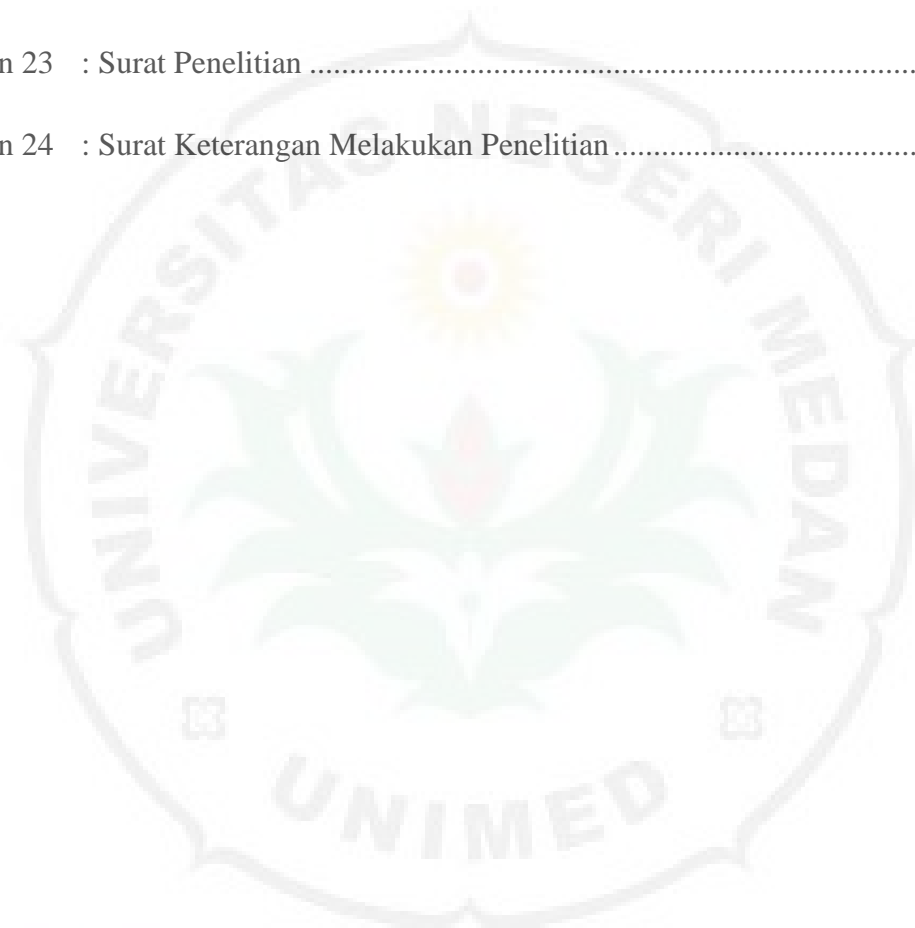 n 23 : Surat Penelitian ...........................................................................
n 24 : Surat Keterangan Melakukan Penelitian ......................................
UNIVERSITAS NEGERI MEDAN
UNIMED